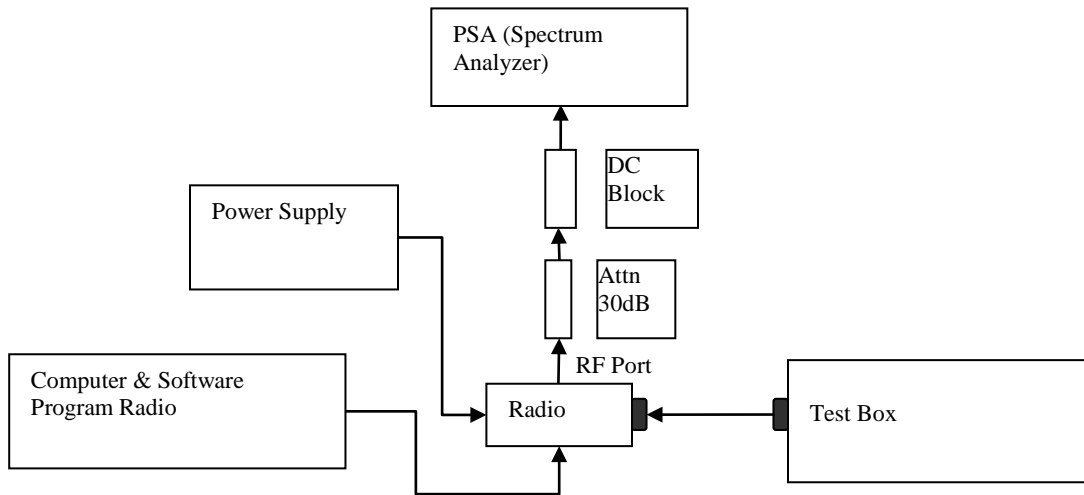 PSA (Spectrum
Analyzer)
DC
Block
Power Supply
Attn
30dB
RF Port
Computer & Software
Program Radio
Radio
Test Box